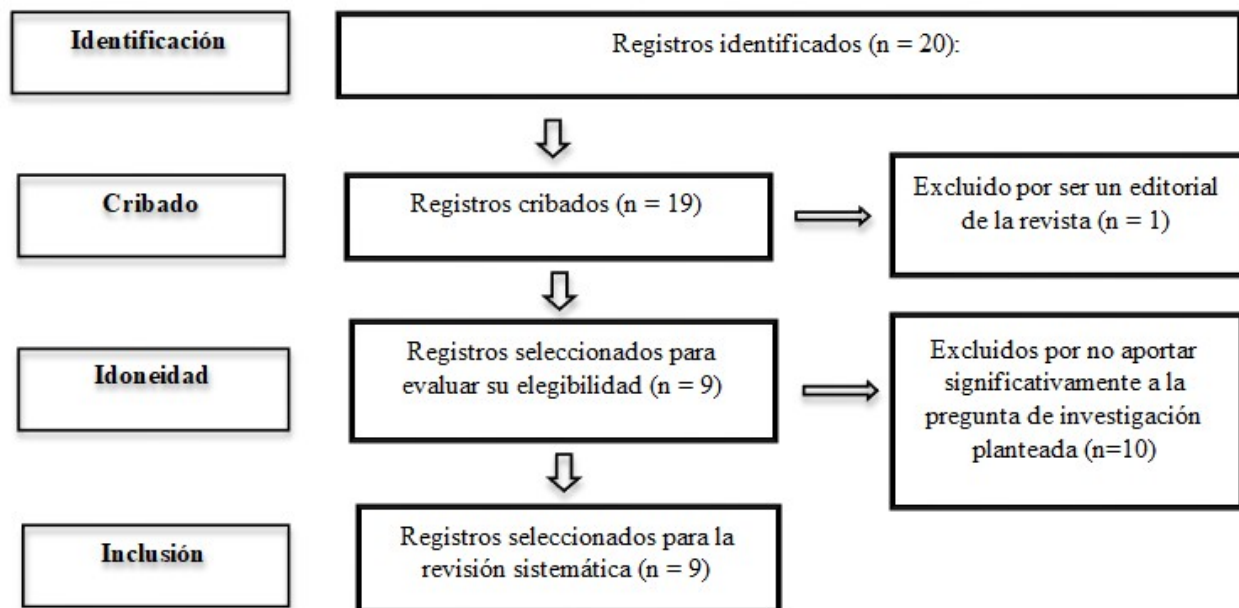 Identificación
Registros identificados (n = 20):
Cribado
Registros cribados (n = 19)
Excluido por ser un editorial
de la revista (n = 1)
Idoneidad
Registros seleccionados para
evaluar su elegibilidad (n = 9)
Excluidos por no aportar
significativamente a la
pregunta de investigación
planteada (n=10)
Inclusión
Registros seleccionados para la
revisión sistemática (n = 9)